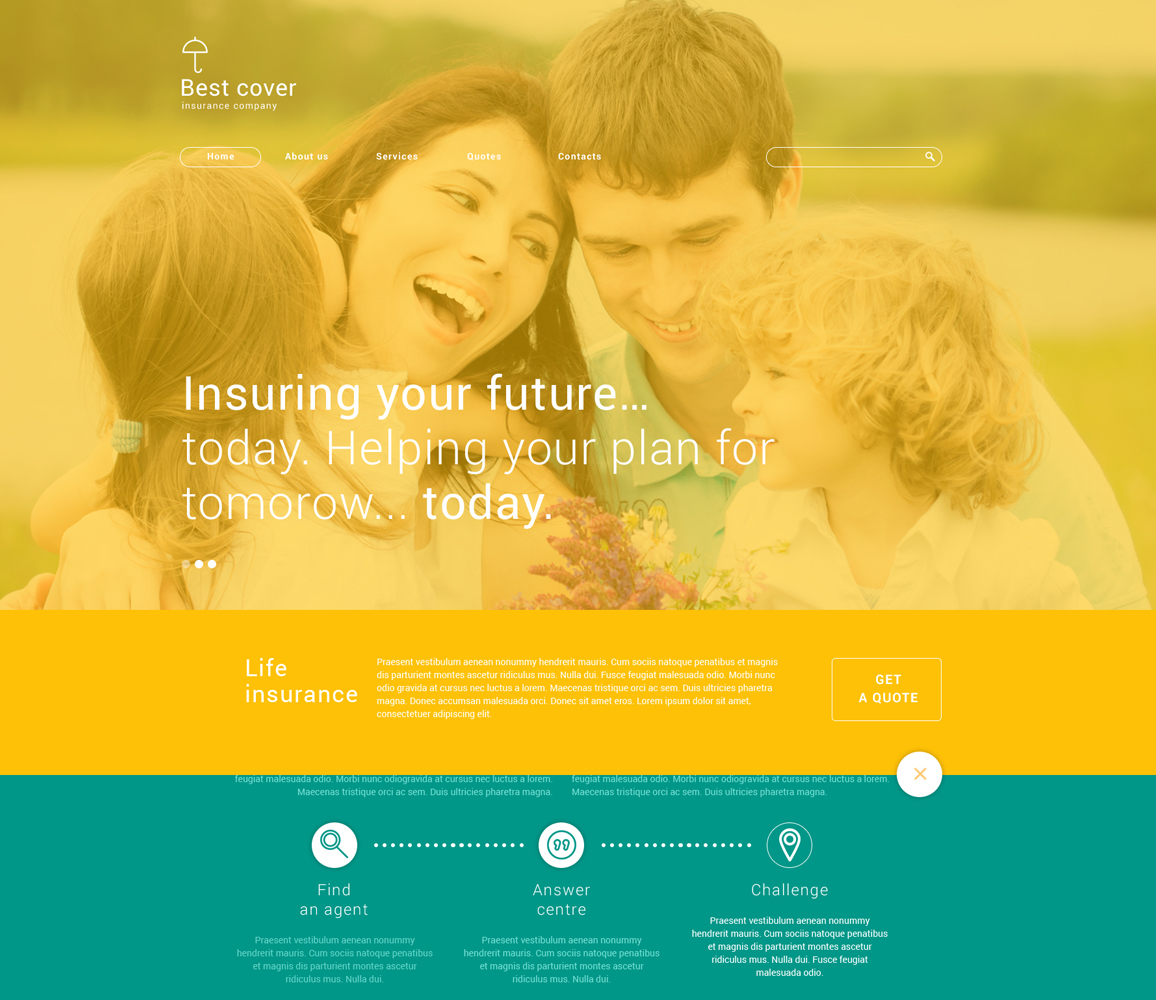 Best cover
insurance company
Home
About us
Services
Quotes
Contacts
Insuring your future...
today. Helping your plan for
tomorow... today.
Life
insurance
Praesent vestibulum aenean nonummy hendrerit mauris. Cum sociis natoque penatibus et magnis
dis parturient montes ascetur ridiculus mus. Nulla dui. Fusce feugiat malesuada odio. Morbi nunc
odio gravida at cursus nec luctus a lorem. Maecenas tristique orci ac sem. Duis ultricies pharetra
magna. Donec accumsan malesuada orci. Donec sit amet eros. Lorem ipsum dolor sit amet,
consectetuer adipiscing elit.
GET
A QUOTE
feugiat malesuada odio. Morbi nunc odiogravida at cursus nec luctus a lorem.
Maecenas tristique orci ac sem. Duis ultricies pharetra magna.
feugiat malesuada odio. Morbi nunc odiogravida at cursus nec luctus a lorem.
Maecenas tristique orci ac sem. Duis ultricies pharetra magna.
Find
an agent
Praesent vestibulum aenean nonummy
hendrerit mauris. Cum sociis natoque penatibus
et magnis dis parturient montes ascetur
ridiculus mus. Nulla dui.
Answer
centre
Praesent vestibulum aenean nonummy
hendrerit mauris. Cum sociis natoque penatibus
et magnis dis parturient montes ascetur
ridiculus mus. Nulla dui.
Challenge
Praesent vestibulum aenean nonummy
hendrerit mauris. Cum sociis natoque penatibus
et magnis dis parturient montes ascetur
ridiculus mus. Nulla dui. Fusce feugiat
malesuada odio.